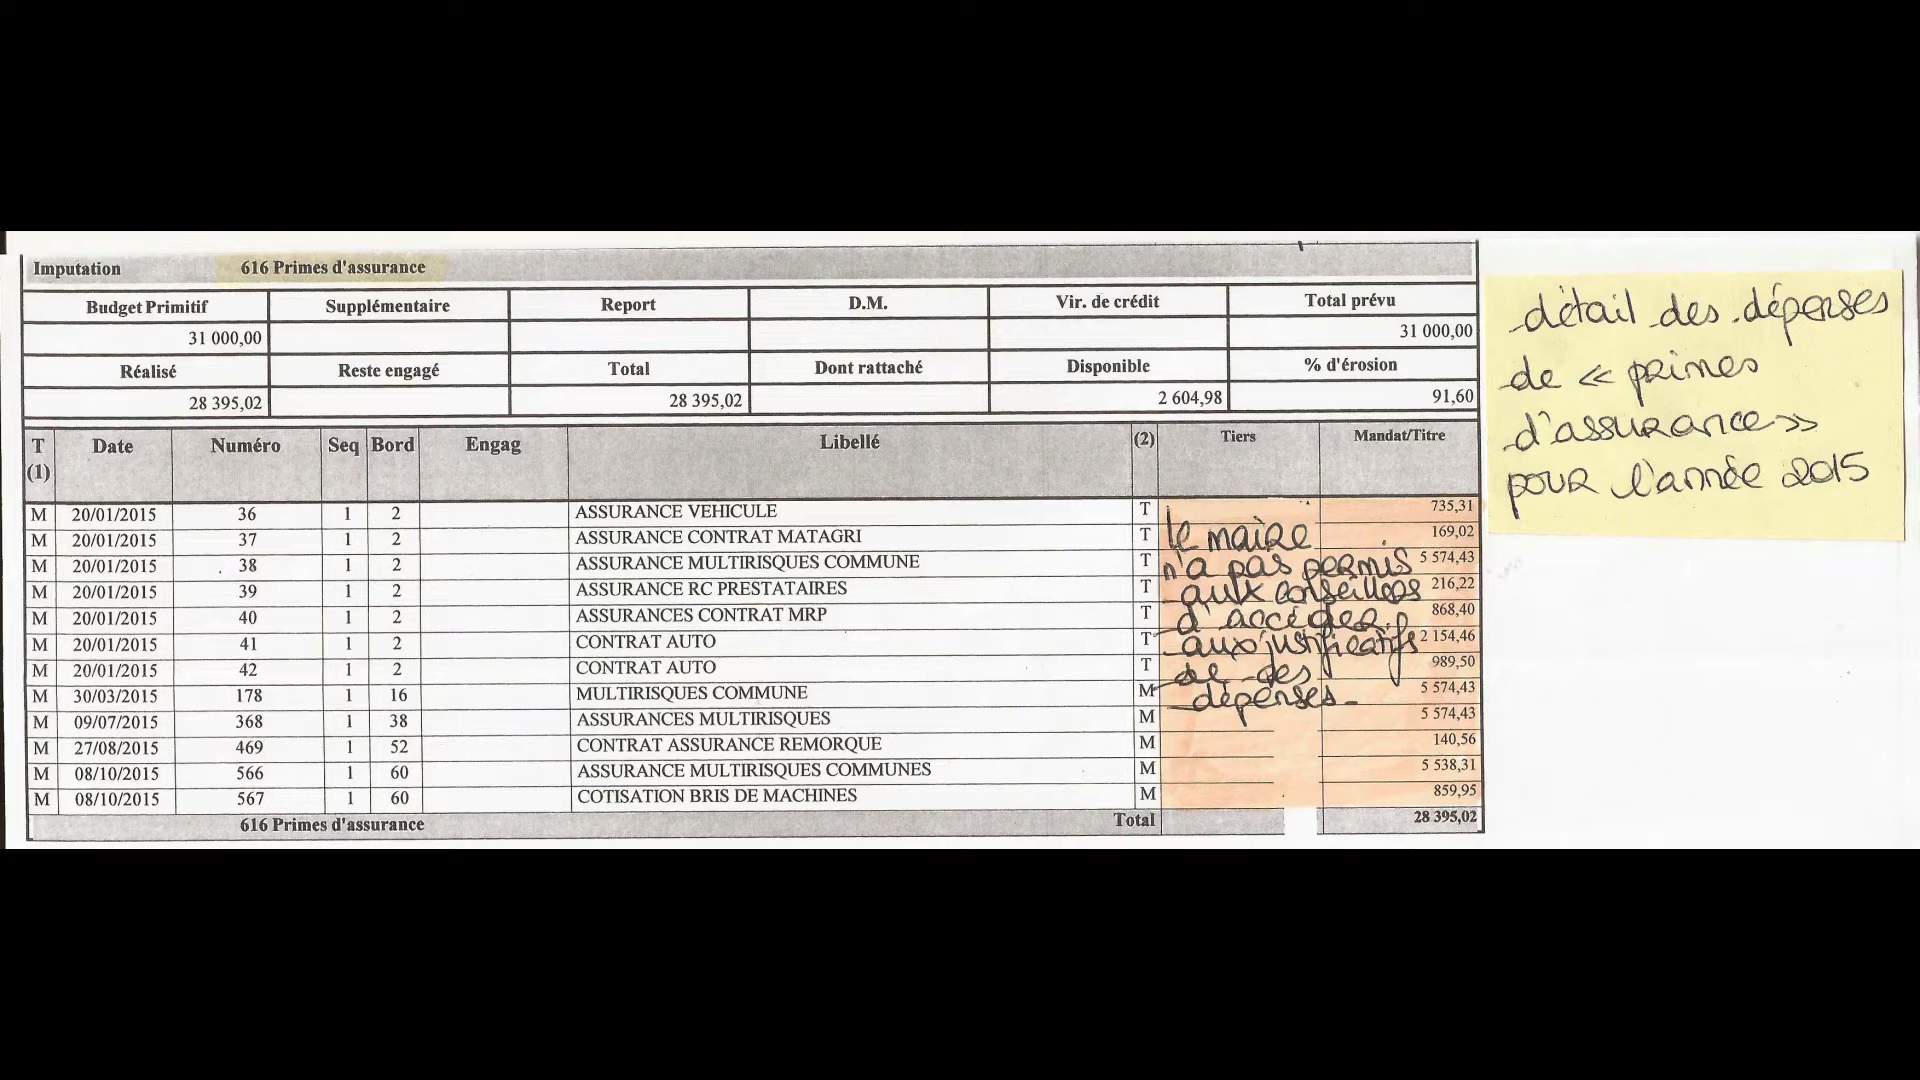 Imputation 616 Primes d'assurance
Budget Primitif Supplémentaire Report D.M. Vir. de crédit Total prévu
31 000,00 31 000,00
Réalisé Reste engagé Total Dont rattaché Disponible % d'érosion
28 395,02 28 395,02 2 604,98 91,60
T (1) Date Numéro Seq Bord Engag Libellé (2) Tiers Mandat/Titre
M 20/01/2015 36 1 2 ASSURANCE VEHICULE T 735,31
M 20/01/2015 37 1 2 ASSURANCE CONTRAT MATAGRI T 169,02
M 20/01/2015 38 1 2 ASSURANCE MULTIRISQUES COMMUNE T 5 574,43
M 20/01/2015 39 1 2 ASSURANCE RC PRESTATAIRES T 216,22
M 20/01/2015 40 1 2 ASSURANCES CONTRAT MRP T 868,40
M 20/01/2015 41 1 2 CONTRAT AUTO T 2 154,46
M 20/01/2015 42 1 2 CONTRAT AUTO T 989,50
M 30/03/2015 178 1 16 MULTIRISQUES COMMUNE M 5 574,43
M 09/07/2015 368 1 38 ASSURANCES MULTIRISQUES M 5 574,43
M 27/08/2015 469 1 52 CONTRAT ASSURANCE REMORQUE M 140,56
M 08/10/2015 566 1 60 ASSURANCE MULTIRISQUES COMMUNES M 5 538,31
M 08/10/2015 567 1 60 COTISATION BRIS DE MACHINES M 859,95
616 Primes d'assurance Total 28 395,02
le maire
n'a pas permis
aux conseillers
d'accéder
aux justificatifs
de ces
dépenses
détail des dépenses
de « primes
d'assurance »
pour l'année 2015